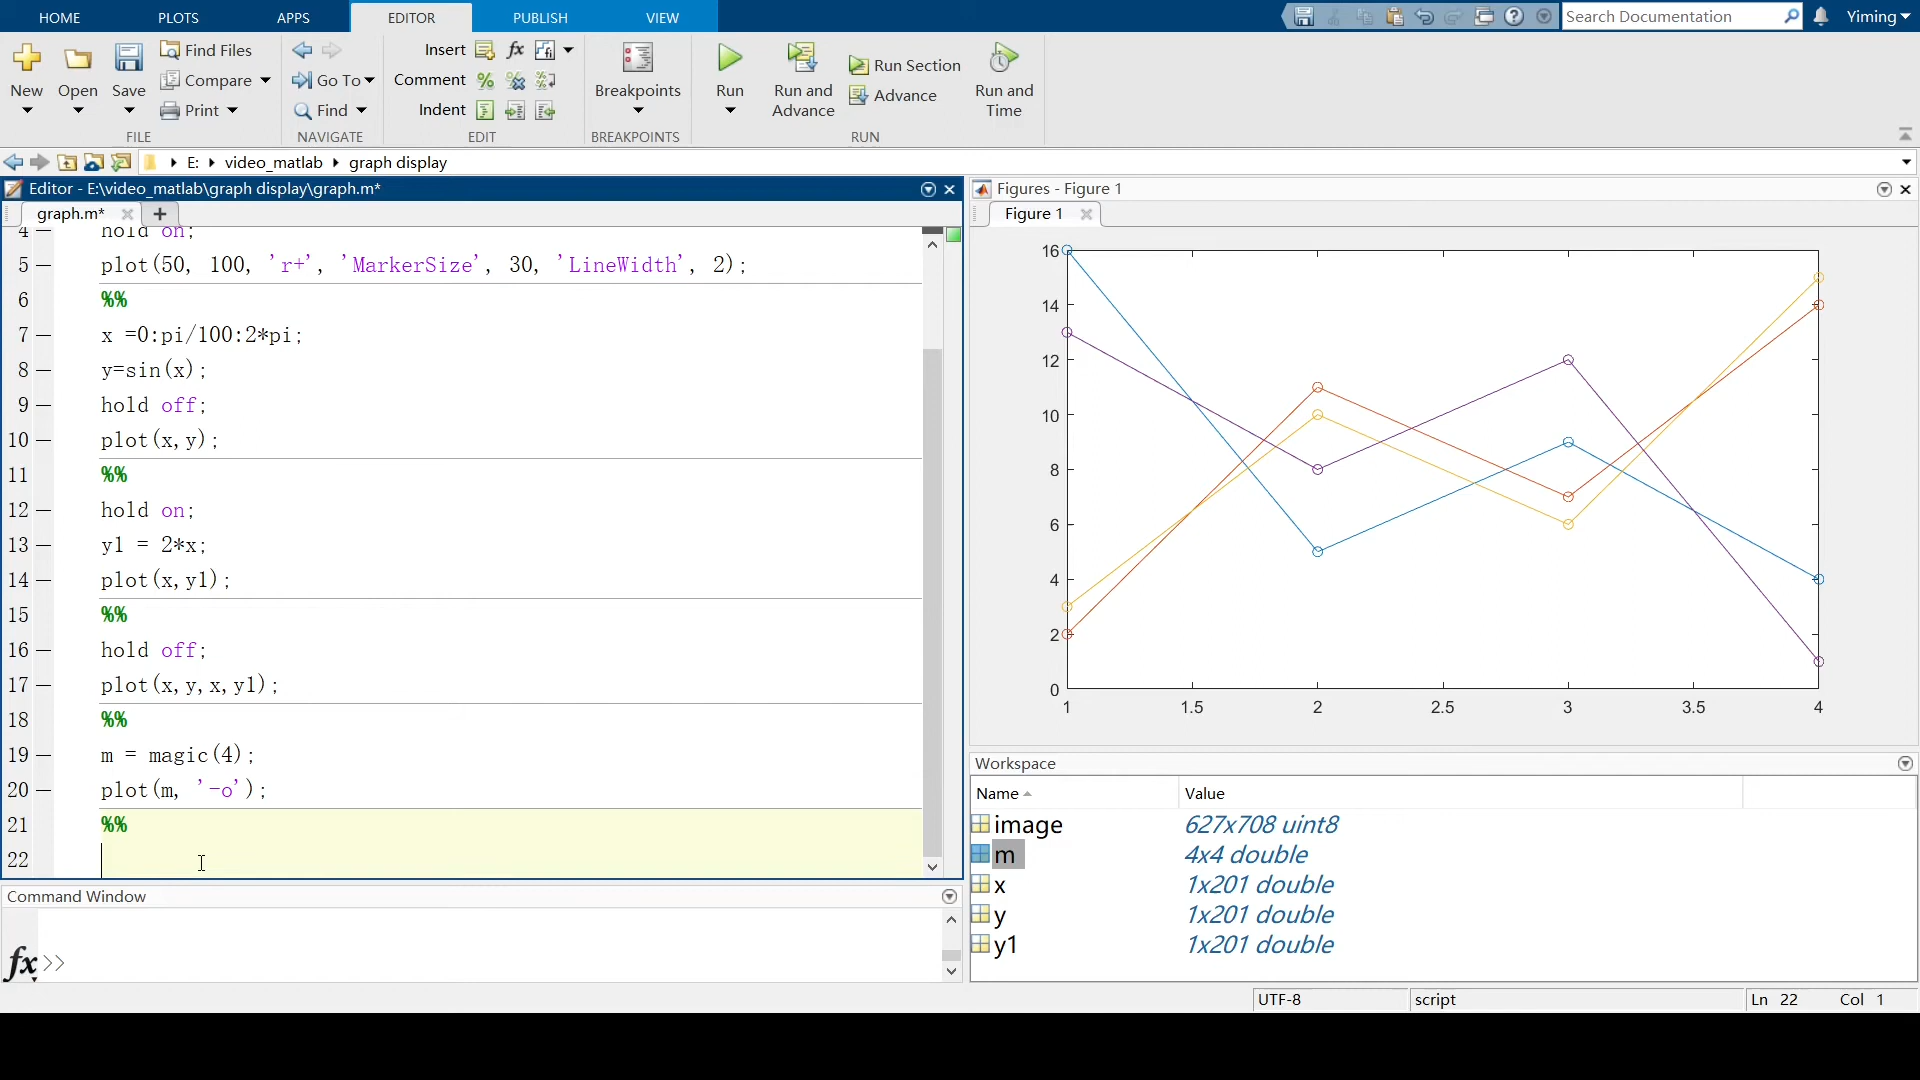 HOME PLOTS APPS EDITOR PUBLISH VIEW
Search Documentation Yiming
New Open Save Find Files Compare Print
Go To Find
Insert fx
Comment
Indent
Breakpoints
Run
Run and Advance
Run Section
Advance
Run and Time
FILE NAVIGATE EDIT BREAKPOINTS RUN
E: video_matlab graph display
Editor - E:\video_matlab\graph display\graph.m*
graph.m*
4 hold on;
5 plot(50, 100, 'r+', 'MarkerSize', 30, 'LineWidth', 2);
6 %%
7 x =0:pi/100:2*pi;
8 y=sin(x);
9 hold off;
10 plot(x,y);
11 %%
12 hold on;
13 y1 = 2*x;
14 plot(x,y1);
15 %%
16 hold off;
17 plot(x,y,x,y1);
18 %%
19 m = magic(4);
20 plot(m, '-o');
21 %%
22
Command Window
fx >>
Figures - Figure 1
Figure 1
16
14
12
10
8
6
4
2
0
1 1.5 2 2.5 3 3.5 4
Workspace
Name Value
image 627x708 uint8
m 4x4 double
x 1x201 double
y 1x201 double
y1 1x201 double
UTF-8 script Ln 22 Col 1